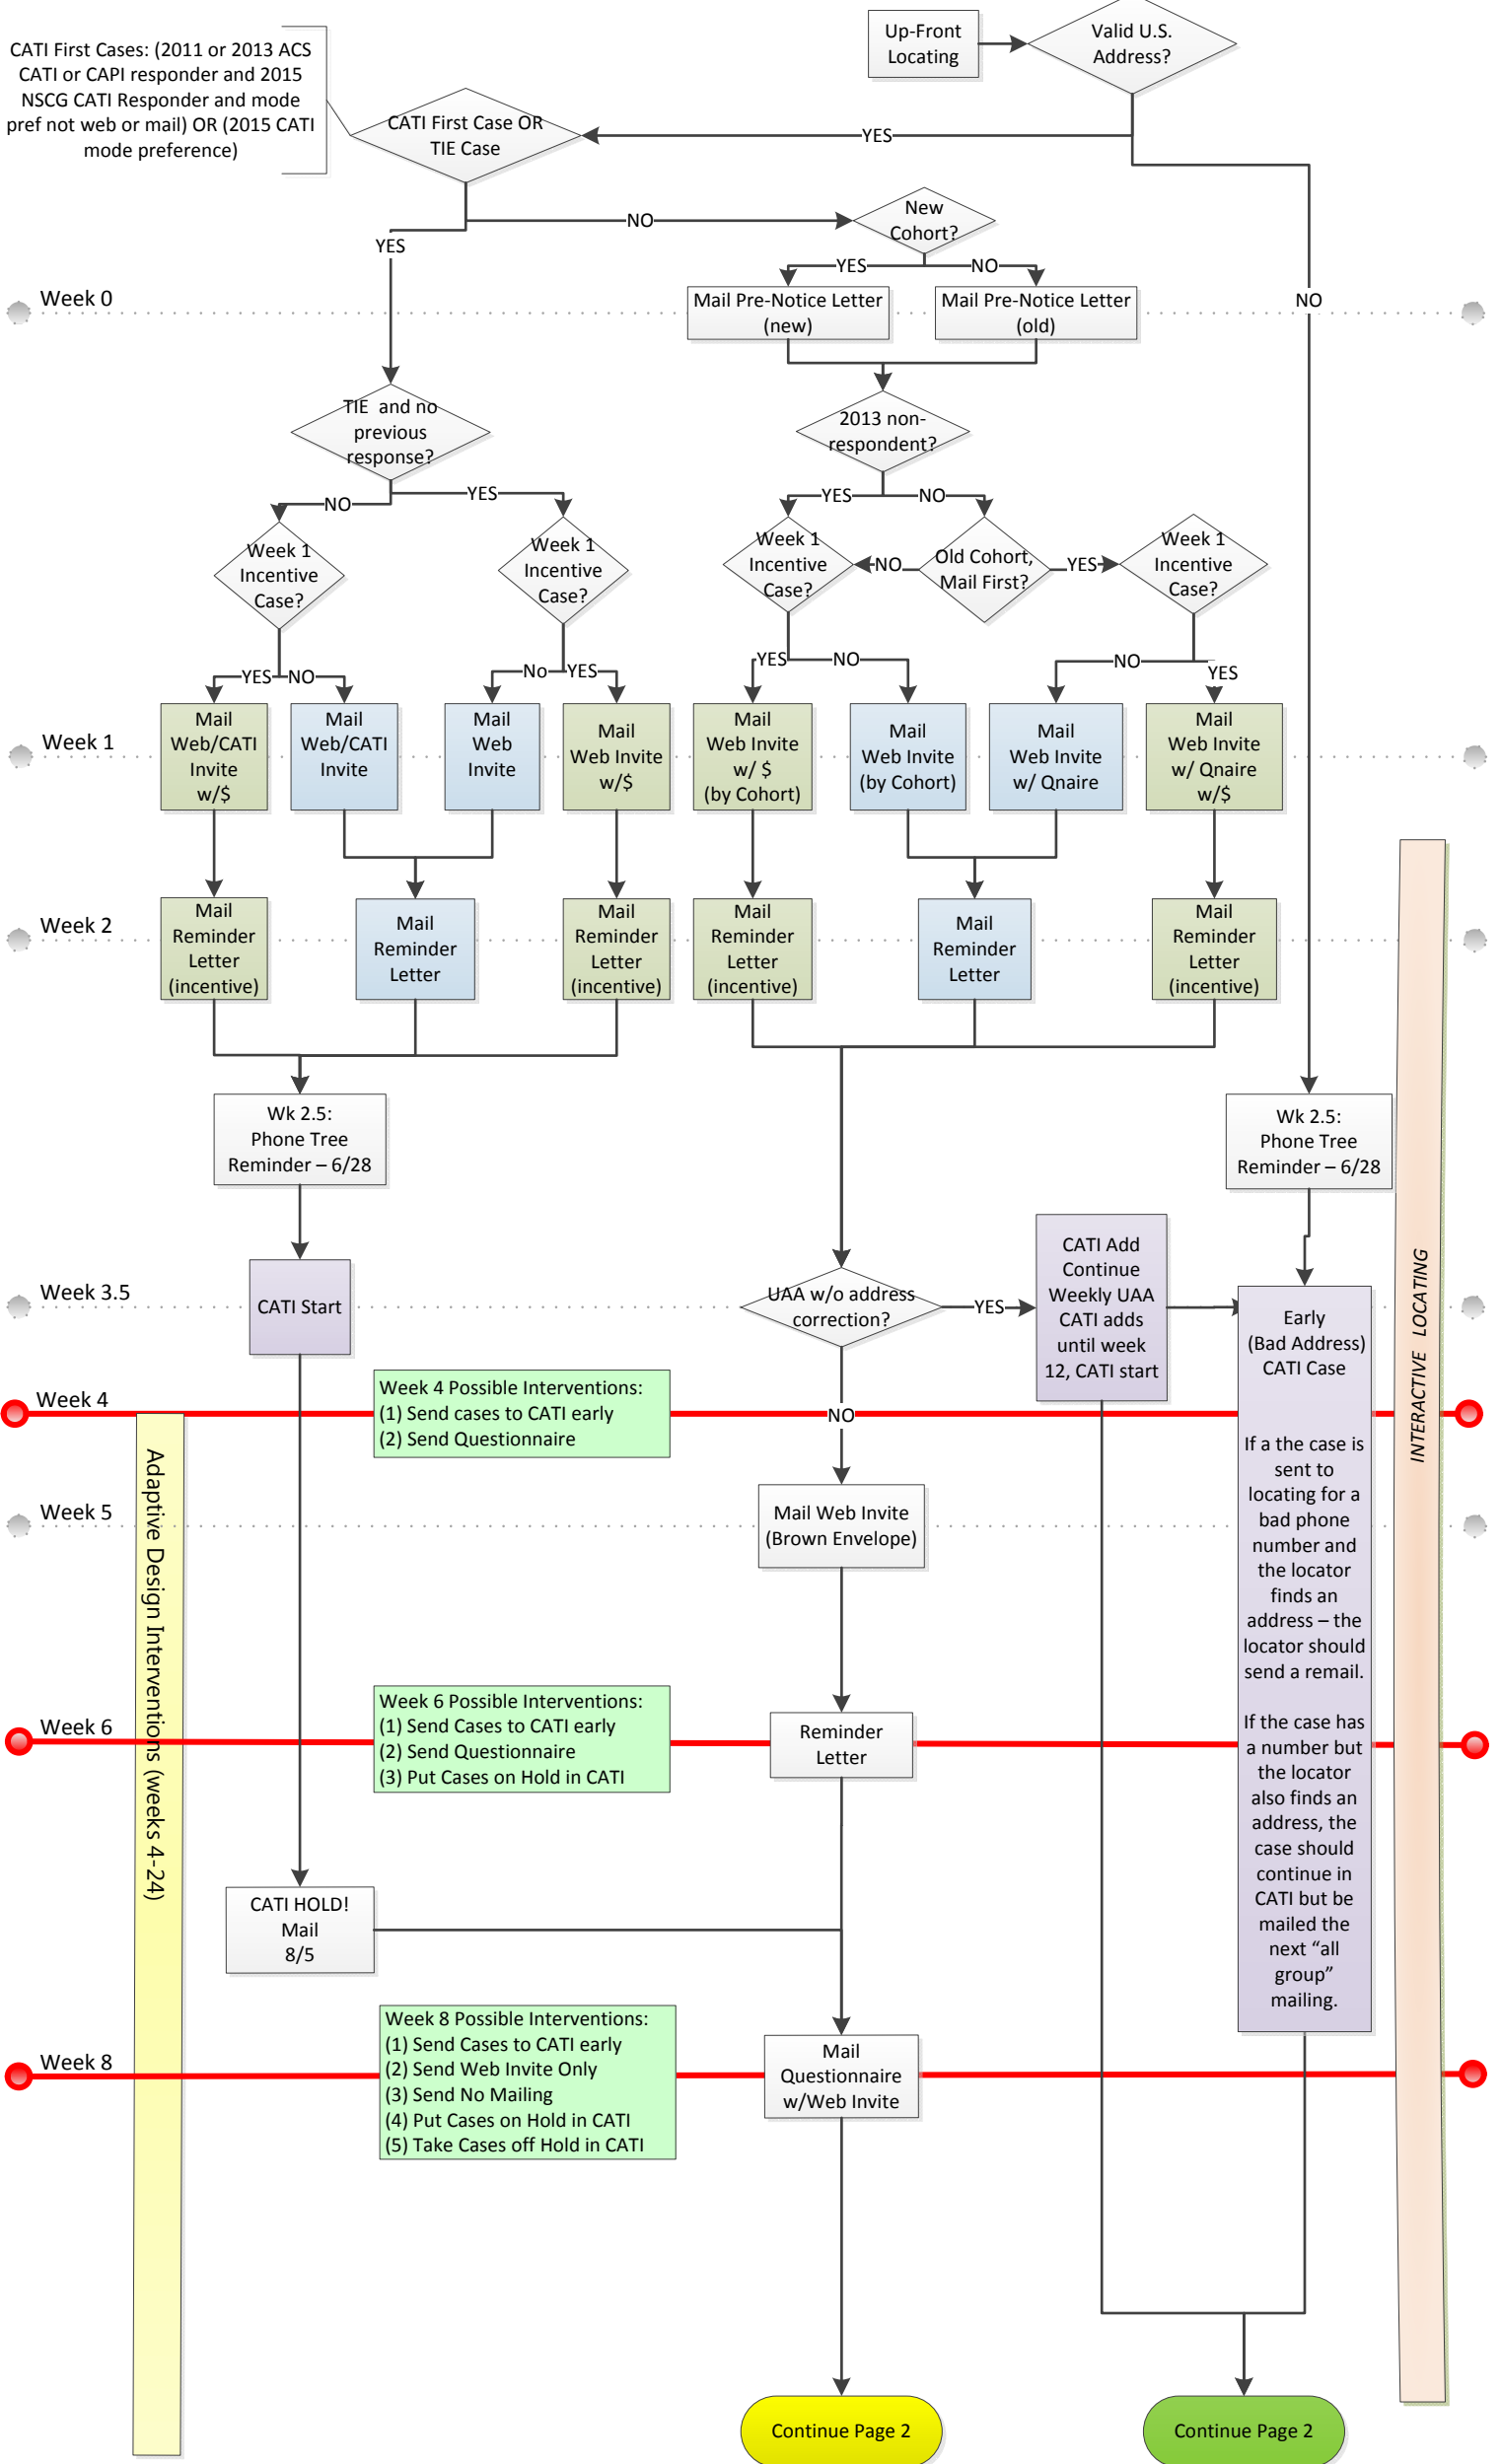 CATI First Cases: (2011 or 2013 ACS
CATI or CAPI responder and 2015
NSCG CATI Responder and mode
pref not web or mail) OR (2015 CATI
mode preference)
Up-Front
Locating
Valid U.S.
Address?
CATI First Case OR
TIE Case
YES
NO
New
Cohort?
YES
YES
NO
Week 0
Mail Pre-Notice Letter
(new)
Mail Pre-Notice Letter
(old)
NO
TIE  and no
previous
response?
2013 non-
respondent?
NO
YES
YES
NO
Week 1
Incentive
Case?
Week 1
Incentive
Case?
Week 1
Incentive
Case?
NO
Old Cohort,
Mail First?
YES
Week 1
Incentive
Case?
YES
NO
No
YES
YES
NO
NO
YES
Week 1
Mail
Web/CATI
Invite
w/$
Mail
Web/CATI
Invite
Mail
Web
Invite
Mail
Web Invite
w/$
Mail
Web Invite
w/ $
(by Cohort)
Mail
Web Invite
(by Cohort)
Mail
Web Invite
w/ Qnaire
Mail
Web Invite
w/ Qnaire
w/$
Week 2
Mail
Reminder
Letter
(incentive)
Mail
Reminder
Letter
Mail
Reminder
Letter
(incentive)
Mail
Reminder
Letter
(incentive)
Mail
Reminder
Letter
Mail
Reminder
Letter
(incentive)
Wk 2.5:
Phone Tree
Reminder – 6/28
Wk 2.5:
Phone Tree
Reminder – 6/28
INTERACTIVE LOCATING
Week 3.5
CATI Start
UAA w/o address
correction?
YES
CATI Add
Continue
Weekly UAA
CATI adds
until week
12, CATI start
Early
(Bad Address)
CATI Case
If a the case is
sent to
locating for a
bad phone
number and
the locator
finds an
address – the
locator should
send a remail.
If the case has
a number but
the locator
also finds an
address, the
case should
continue in
CATI but be
mailed the
next “all
group”
mailing.
Week 4
Week 4 Possible Interventions:
(1) Send cases to CATI early
(2) Send Questionnaire
NO
Adaptive Design Interventions (weeks 4-24)
Week 5
Mail Web Invite
(Brown Envelope)
Week 6
Week 6 Possible Interventions:
(1) Send Cases to CATI early
(2) Send Questionnaire
(3) Put Cases on Hold in CATI
Reminder
Letter
CATI HOLD!
Mail
8/5
Week 8
Week 8 Possible Interventions:
(1) Send Cases to CATI early
(2) Send Web Invite Only
(3) Send No Mailing
(4) Put Cases on Hold in CATI
(5) Take Cases off Hold in CATI
Mail
Questionnaire
w/Web Invite
Continue Page 2
Continue Page 2